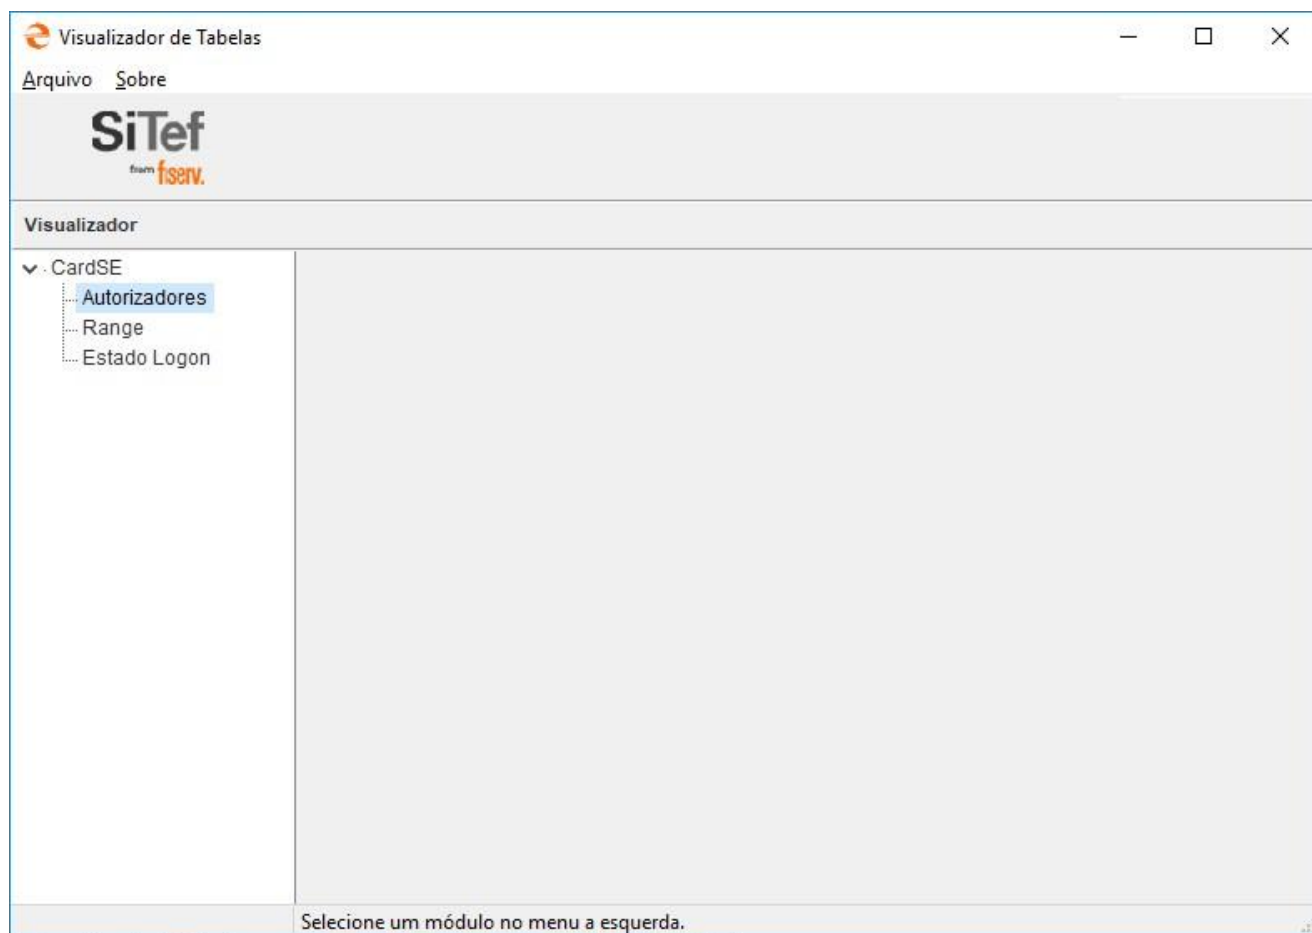 Visualizador de Tabelas
Arquivo Sobre
SiTef
from fiserv.
Visualizador
CardSE
Autorizadores
Range
Estado Logon
Selecione um módulo no menu a esquerda.